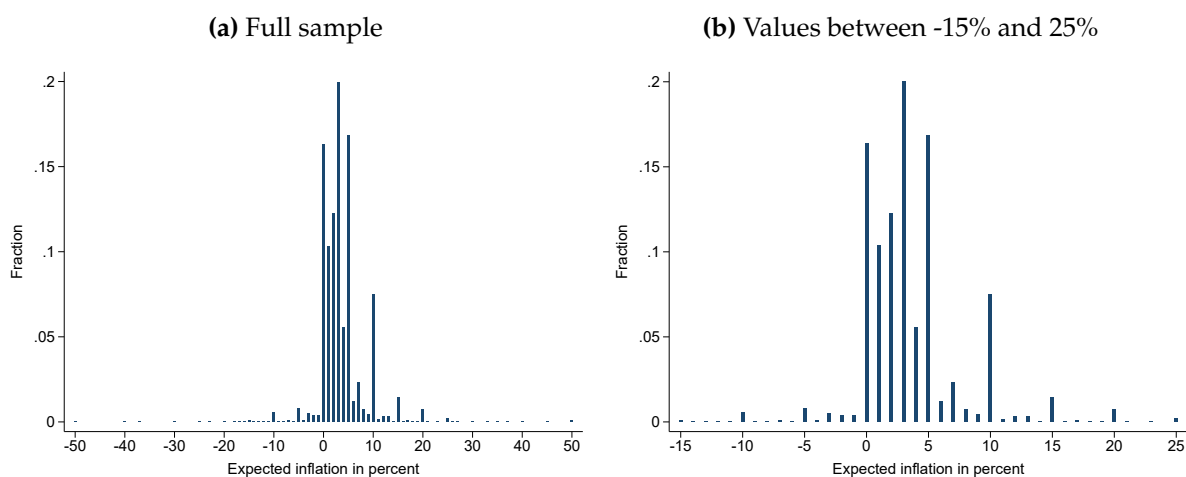 (a) Full sample
.2
.15
.1
.05
0
Fraction
-50 -40 -30 -20 -10 0 10 20 30 40 50
Expected inflation in percent
(b) Values between -15% and 25%
.2
.15
.1
.05
0
Fraction
-15 -10 -5 0 5 10 15 20 25
Expected inflation in percent